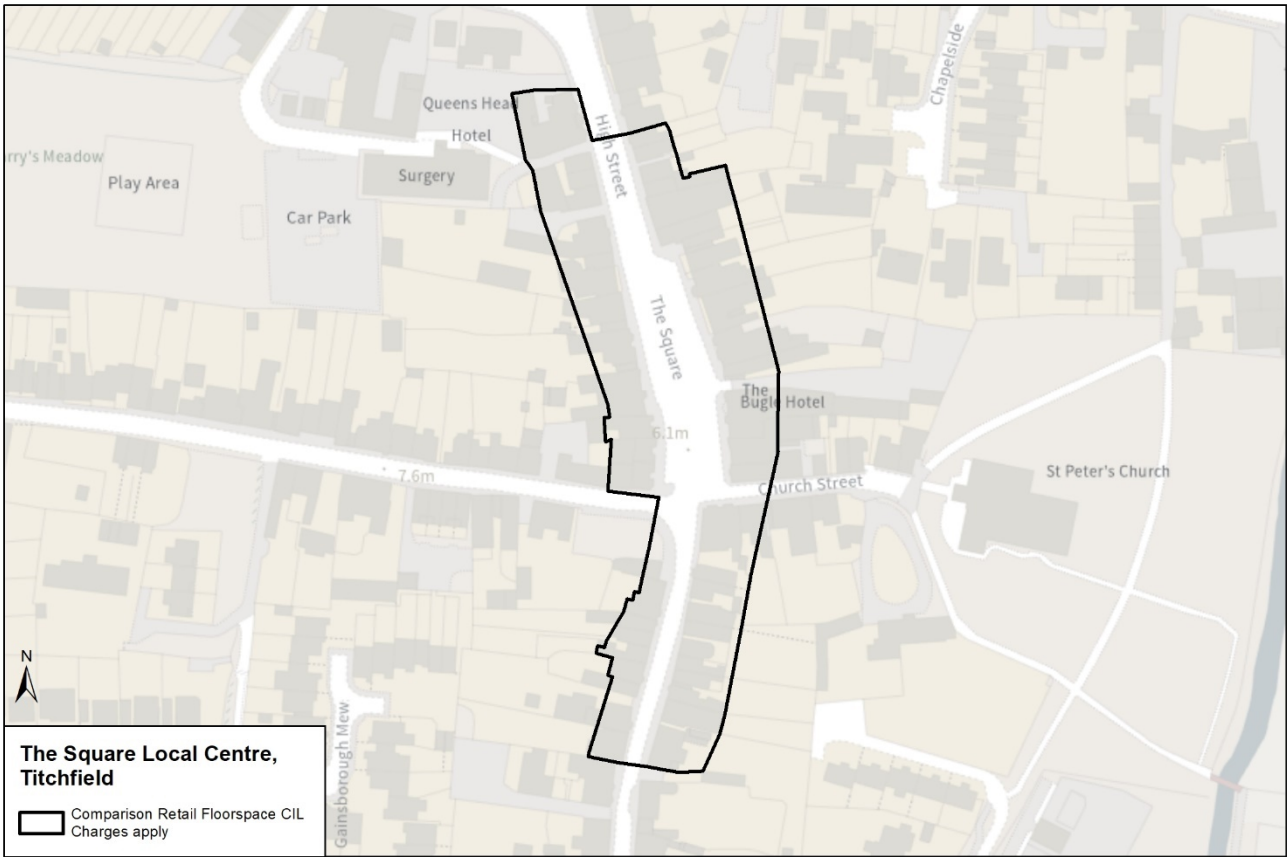 Chapelside
Queens Head
Hotel
High Street
arry's Meadow
Play Area
Surgery
Car Park
The Square
The
Bugle Hotel
6.1m
7.6m
Church Street
St Peter's Church
N
Gainsborough Mew
The Square Local Centre,
Titchfield
Comparison Retail Floorspace CIL
Charges apply